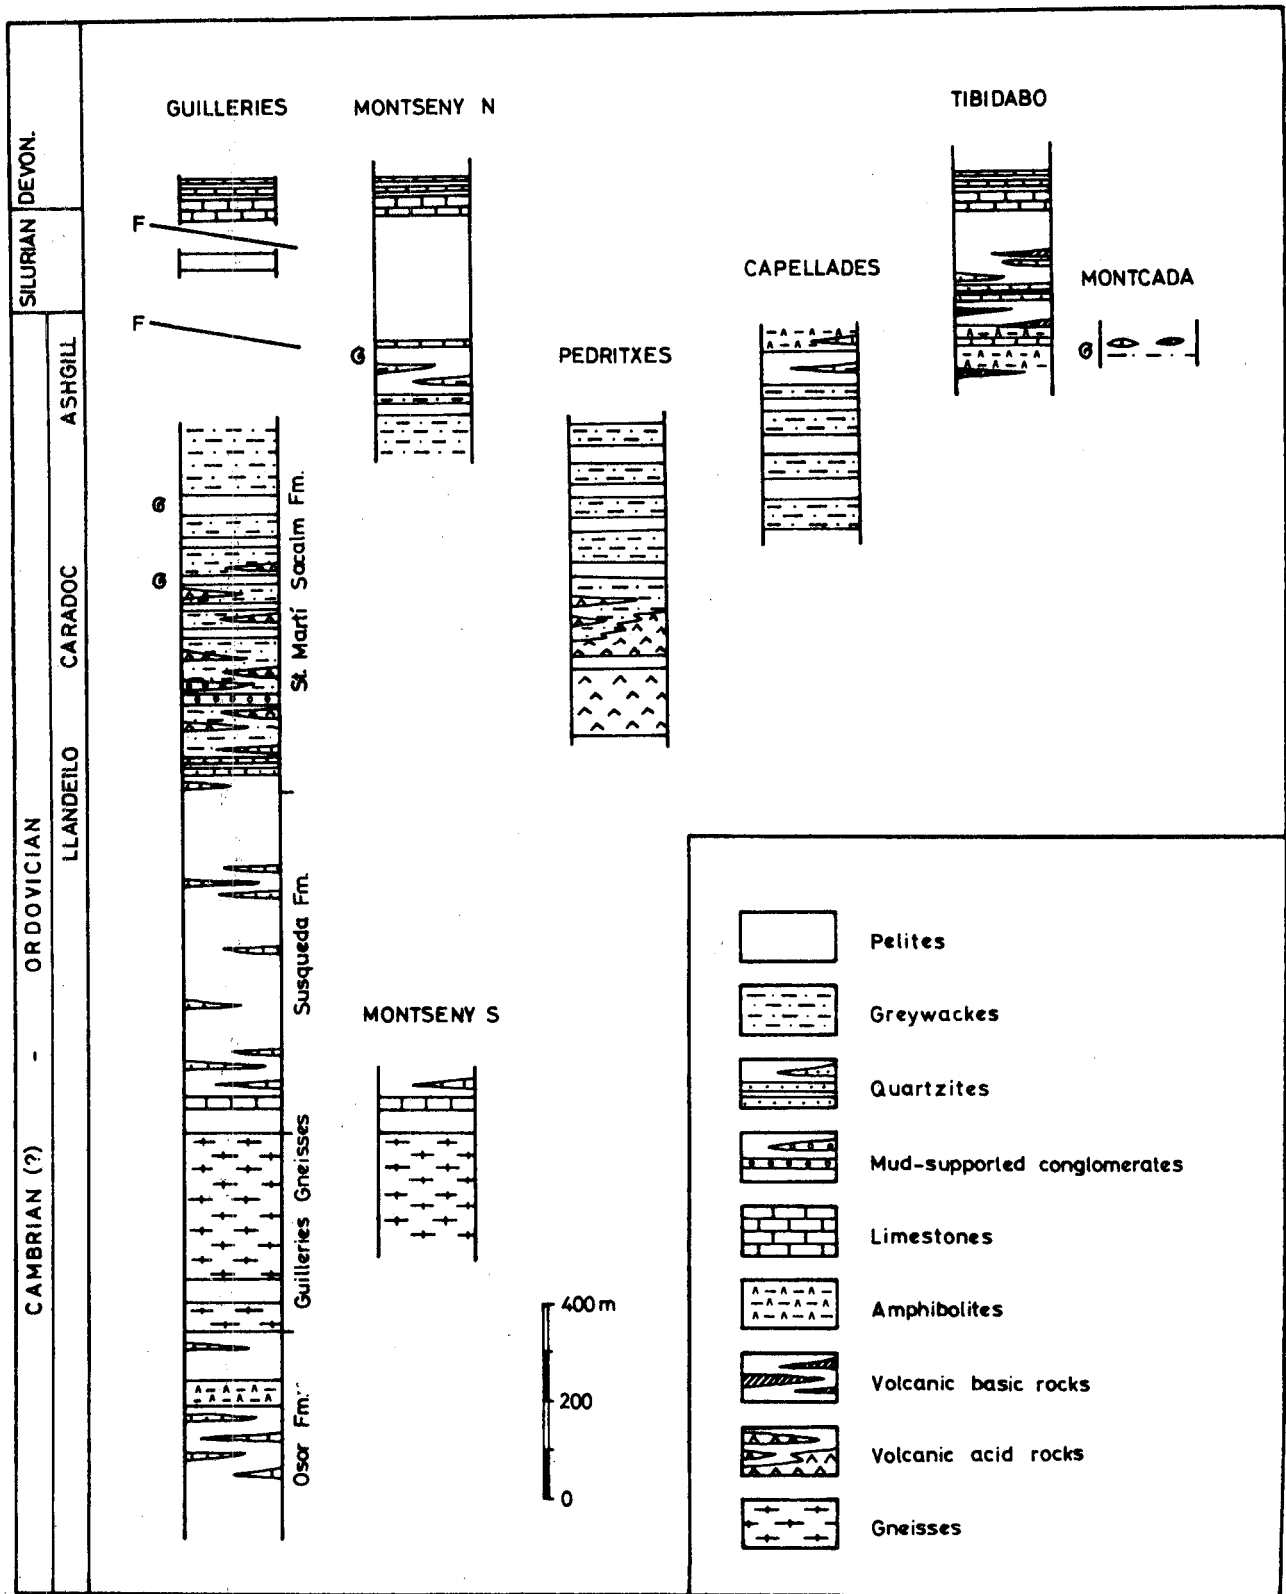 TIBIDABO
GUILLERIES
MONTSENY N
DEVON.
SILURIAN
F
F
CAPELLADES
MONTCADA
PEDRITXES
ASHGILL
CARADOC
LLANDEILO
CAMBRIAN (?) - ORDOVICIAN
St. Martí Sacalm Fm.
Susqueda Fm.
Guilleries Gneisses
Osor Fm.
MONTSENY S
400 m
200
0
Pelites
Greywackes
Quartzites
Mud-supported conglomerates
Limestones
Amphibolites
Volcanic basic rocks
Volcanic acid rocks
Gneisses